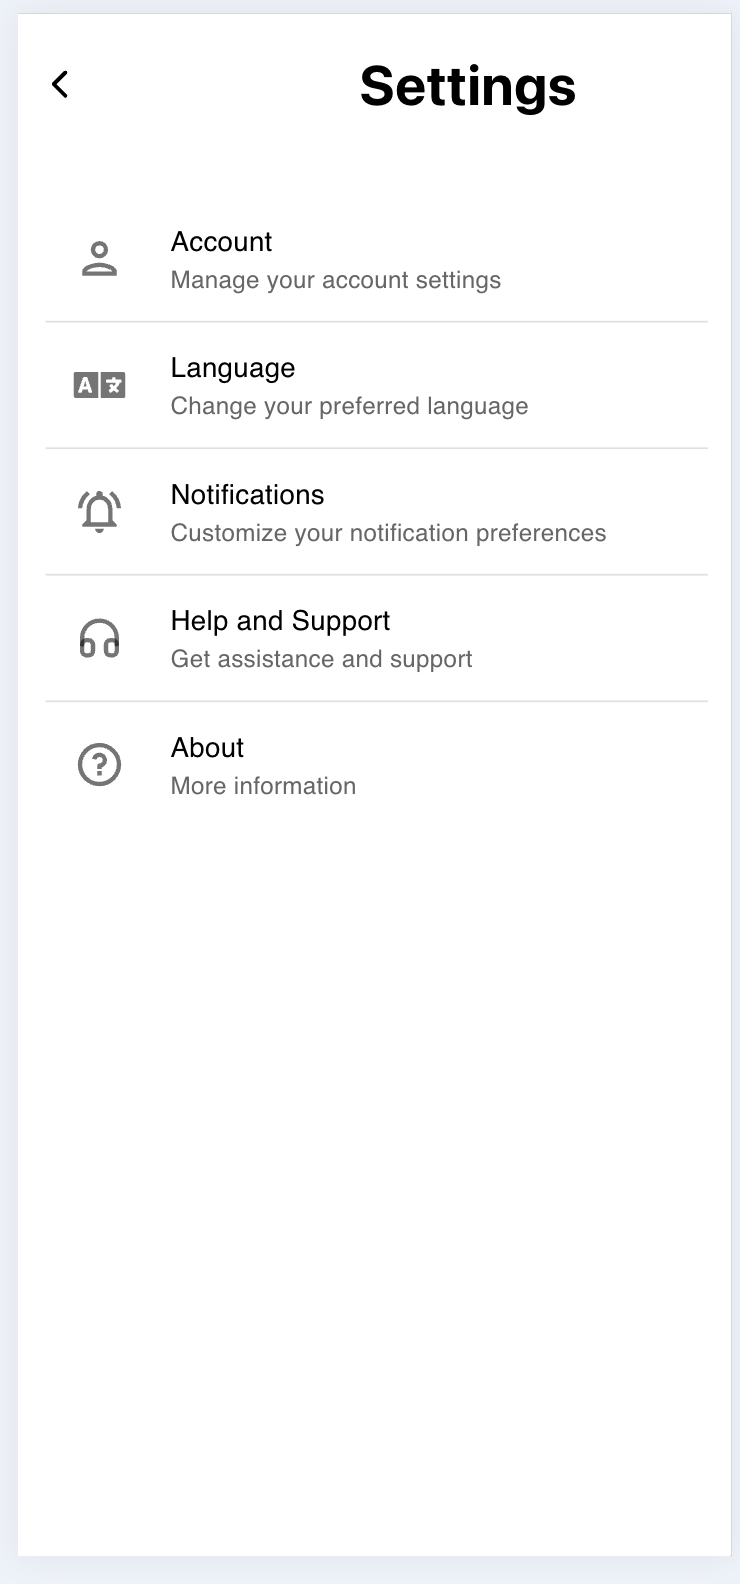 Settings
Account
Manage your account settings
A 文
Language
Change your preferred language
Notifications
Customize your notification preferences
Help and Support
Get assistance and support
?
About
More information